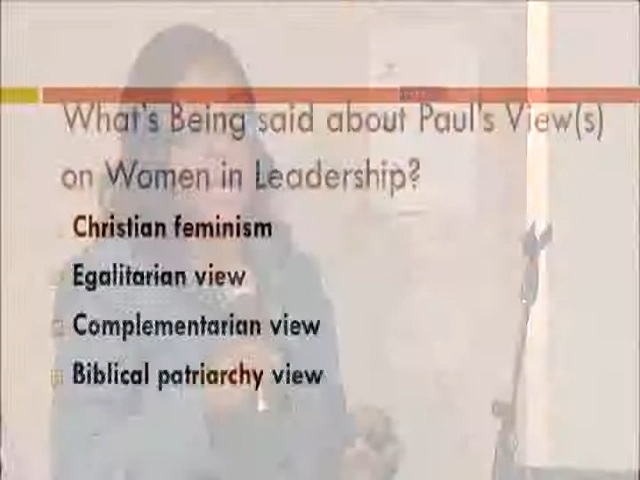 What's Being said about Paul's View(s)
on Women in Leadership?
Christian feminism
Egalitarian view
Complementarian view
Biblical patriarchy view